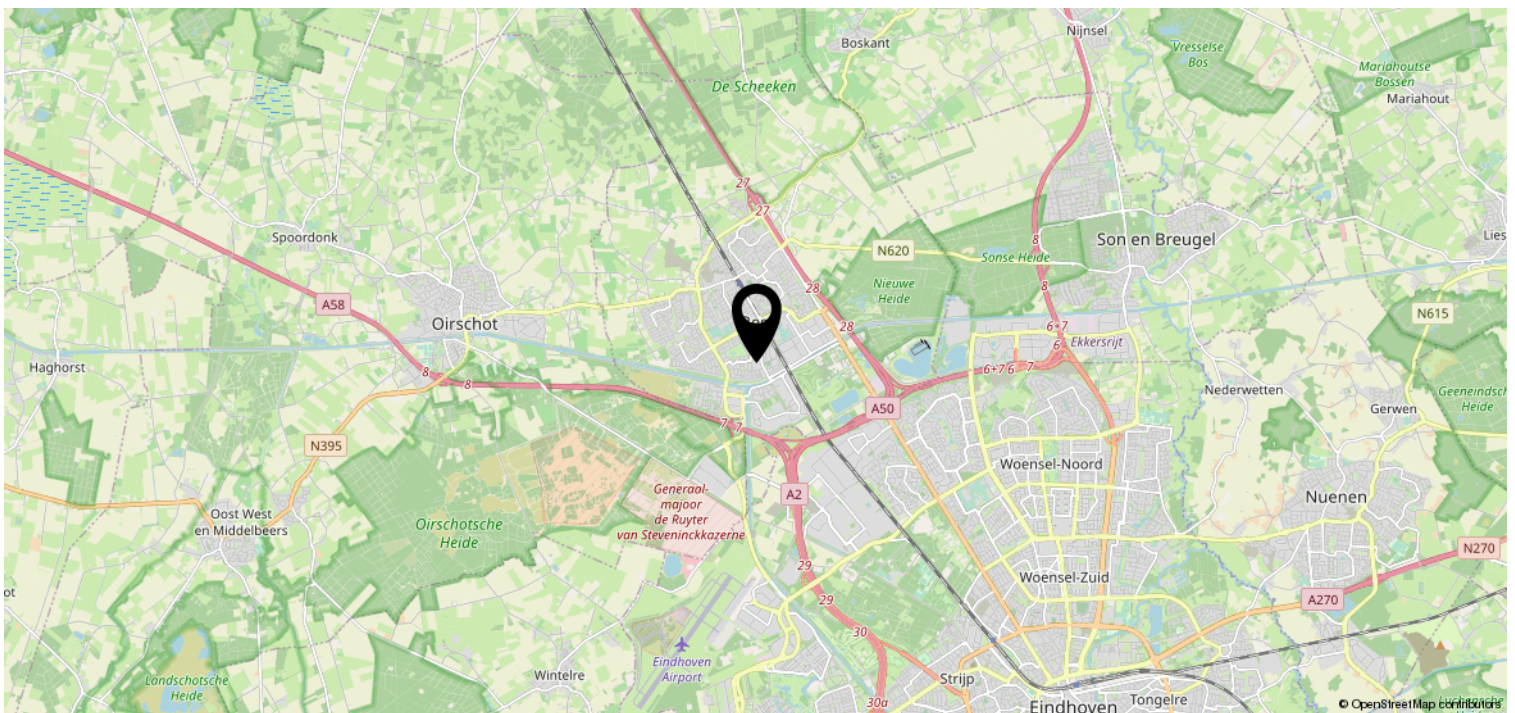 Boskant
Nijnsel
Vresselse
Bos
Mariahoutse
Bossen
Mariahout
De Scheeken
27
27
Spoordonk
N620
8
Son en Breugel
Lies
Sonse Heide
Nieuwe
Heide
8
28
A58
N615
Oirschot
28
6+7
6
Ekkersrijt
Haghorst
8
8
6+7
6
7
Nederwetten
Geeneindsch
Heide
A50
Gerwen
7
7
N395
Woensel-Noord
A2
Generaal-
majoor
de Ruyter
van Steveninckkazerne
Nuenen
Oost West
en Middelbeers
Oirschotsche
Heide
N270
29
Woensel-Zuid
ot
29
A270
30
Eindhoven
Airport
Wintelre
Strijp
Landschotsche
Heide
30a
Eindhoven
Tongelre
© OpenStreetMap contributors